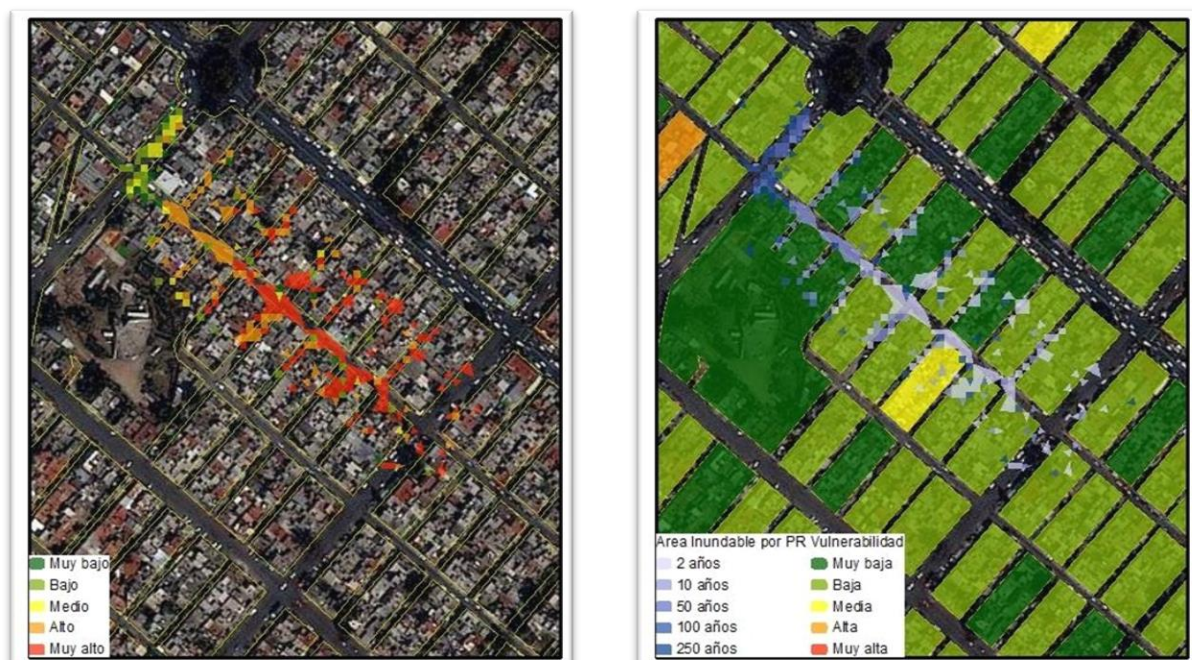 Muy bajo
Bajo
Medio
Alto
Muy alto
Area Inundable por PR Vulnerabilidad
2 años Muy baja
10 años Baja
50 años Media
100 años Alta
250 años Muy alta